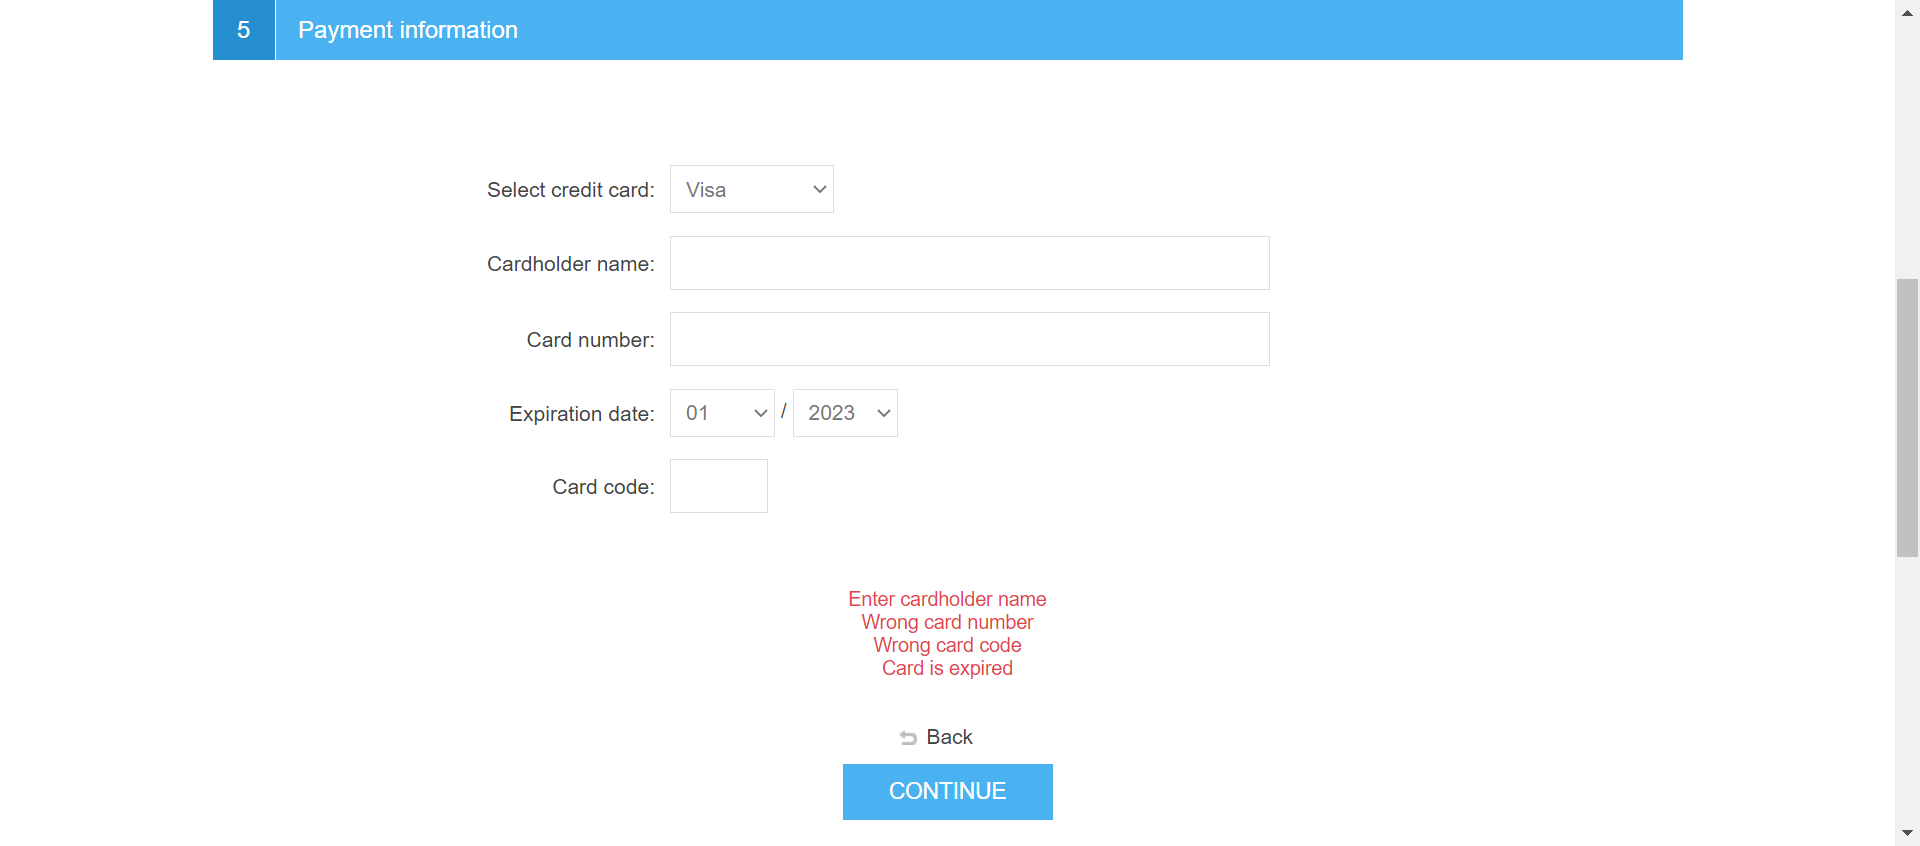 5 Payment information
Select credit card: Visa
Cardholder name:
Card number:
Expiration date: 01 / 2023
Card code:
Enter cardholder name
Wrong card number
Wrong card code
Card is expired
Back
CONTINUE